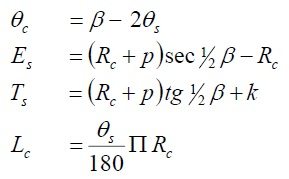 θc = β − 2θs
Es = (Rc + p) sec ½ β − Rc
Ts = (Rc + p) tg ½ β + k
Lc = θs/180 Π Rc